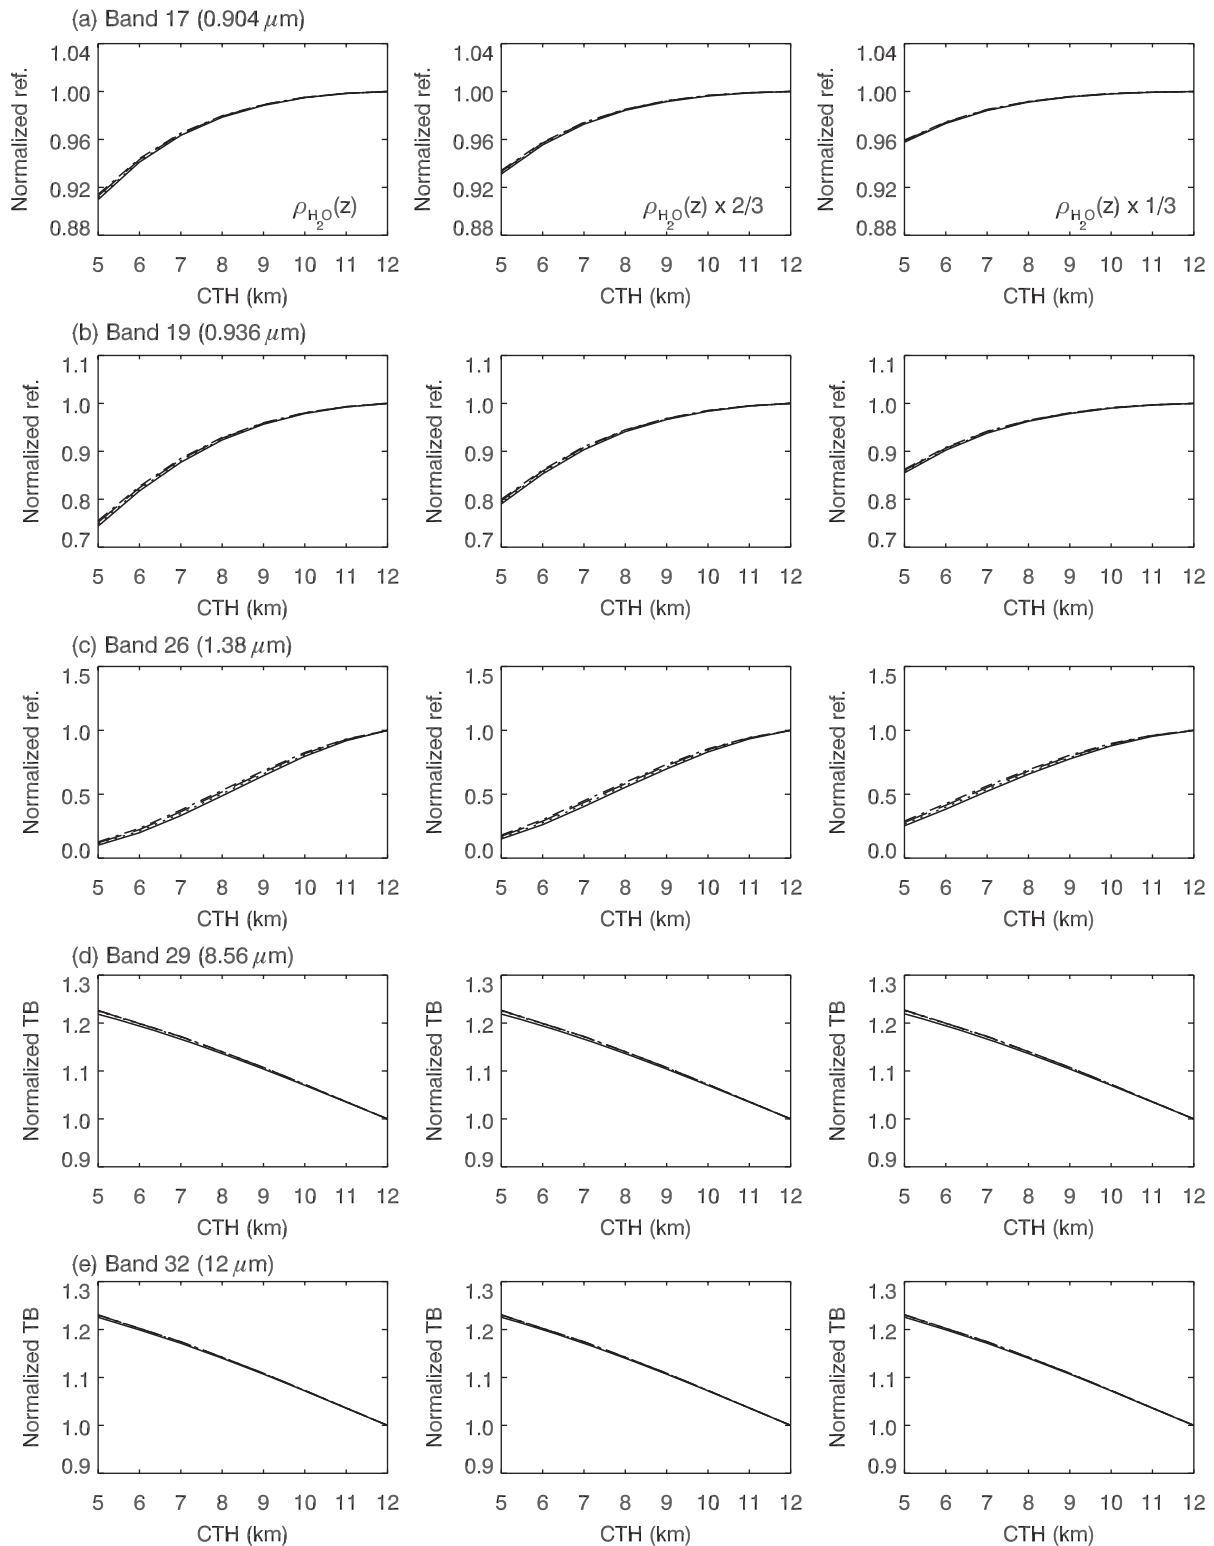 (a) Band 17 (0.904 μm)
Normalized ref.
1.04
1.00
0.96
0.92
0.88
ρH2O(z)
5 6 7 8 9 10 11 12
CTH (km)
Normalized ref.
1.04
1.00
0.96
0.92
0.88
ρH2O(z) x 2/3
5 6 7 8 9 10 11 12
CTH (km)
Normalized ref.
1.04
1.00
0.96
0.92
0.88
ρH2O(z) x 1/3
5 6 7 8 9 10 11 12
CTH (km)
(b) Band 19 (0.936 μm)
Normalized ref.
1.1
1.0
0.9
0.8
0.7
5 6 7 8 9 10 11 12
CTH (km)
Normalized ref.
1.1
1.0
0.9
0.8
0.7
5 6 7 8 9 10 11 12
CTH (km)
Normalized ref.
1.1
1.0
0.9
0.8
0.7
5 6 7 8 9 10 11 12
CTH (km)
(c) Band 26 (1.38 μm)
Normalized ref.
1.5
1.0
0.5
0.0
5 6 7 8 9 10 11 12
CTH (km)
Normalized ref.
1.5
1.0
0.5
0.0
5 6 7 8 9 10 11 12
CTH (km)
Normalized ref.
1.5
1.0
0.5
0.0
5 6 7 8 9 10 11 12
CTH (km)
(d) Band 29 (8.56 μm)
Normalized TB
1.3
1.2
1.1
1.0
0.9
5 6 7 8 9 10 11 12
CTH (km)
Normalized TB
1.3
1.2
1.1
1.0
0.9
5 6 7 8 9 10 11 12
CTH (km)
Normalized TB
1.3
1.2
1.1
1.0
0.9
5 6 7 8 9 10 11 12
CTH (km)
(e) Band 32 (12 μm)
Normalized TB
1.3
1.2
1.1
1.0
0.9
5 6 7 8 9 10 11 12
CTH (km)
Normalized TB
1.3
1.2
1.1
1.0
0.9
5 6 7 8 9 10 11 12
CTH (km)
Normalized TB
1.3
1.2
1.1
1.0
0.9
5 6 7 8 9 10 11 12
CTH (km)